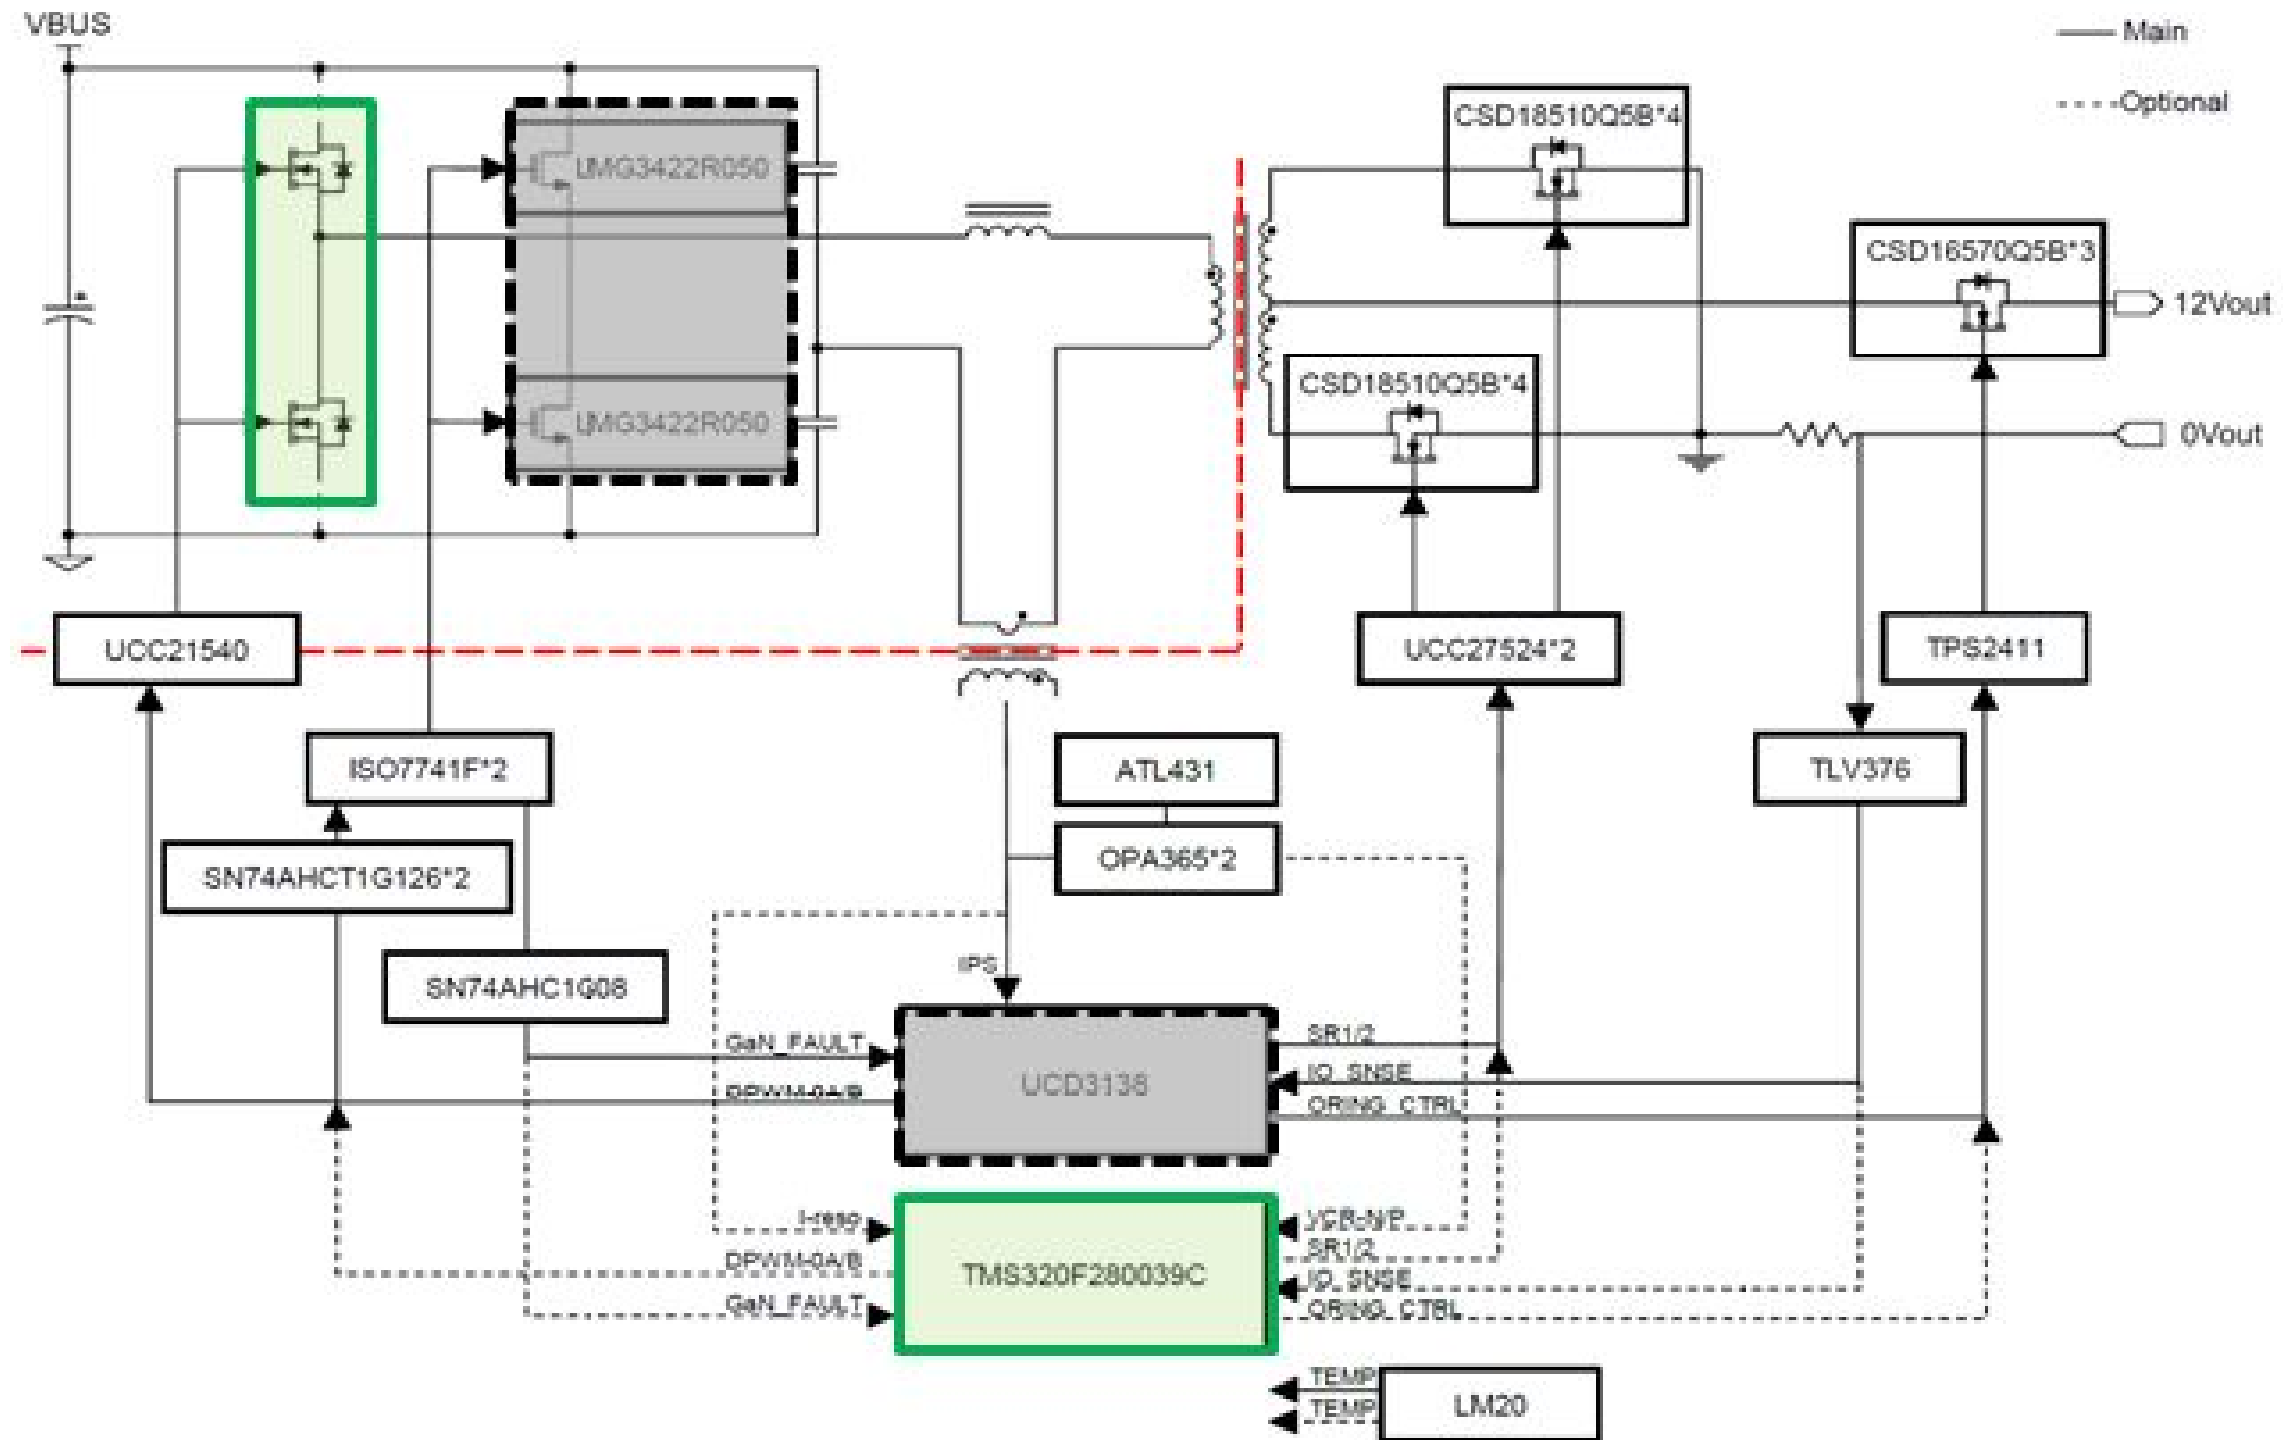 VBUS
Main
Optional
CSD18510Q5B*4
LMG3422R050
CSD16570Q5B*3
12Vout
CSD18510Q5B*4
LMG3422R050
0Vout
UCC21540
UCC27524*2
TPS2411
ISO7741F*2
ATL431
TLV376
OPA365*2
SN74AHCT1G126*2
IPS
SN74AHC1G08
GaN_FAULT
SR1/2
UCD3138
IO_SNSE
DPWM-0A/B
ORING_CTRL
I-reso
VCR-N/P
SR1/2
DPWM-0A/B
TMS320F280039C
IO_SNSE
GaN_FAULT
ORING_CTRL
TEMP
TEMP
LM20